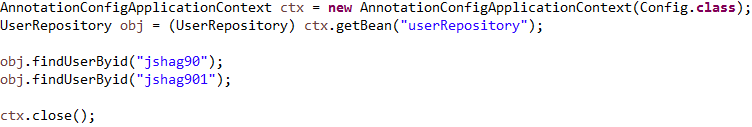 AnnotationConfigApplicationContext ctx = new AnnotationConfigApplicationContext(Config.class);
UserRepository obj = (UserRepository) ctx.getBean("userRepository");
obj.findUserByid("jshag90");
obj.findUserByid("jshag901");
ctx.close();